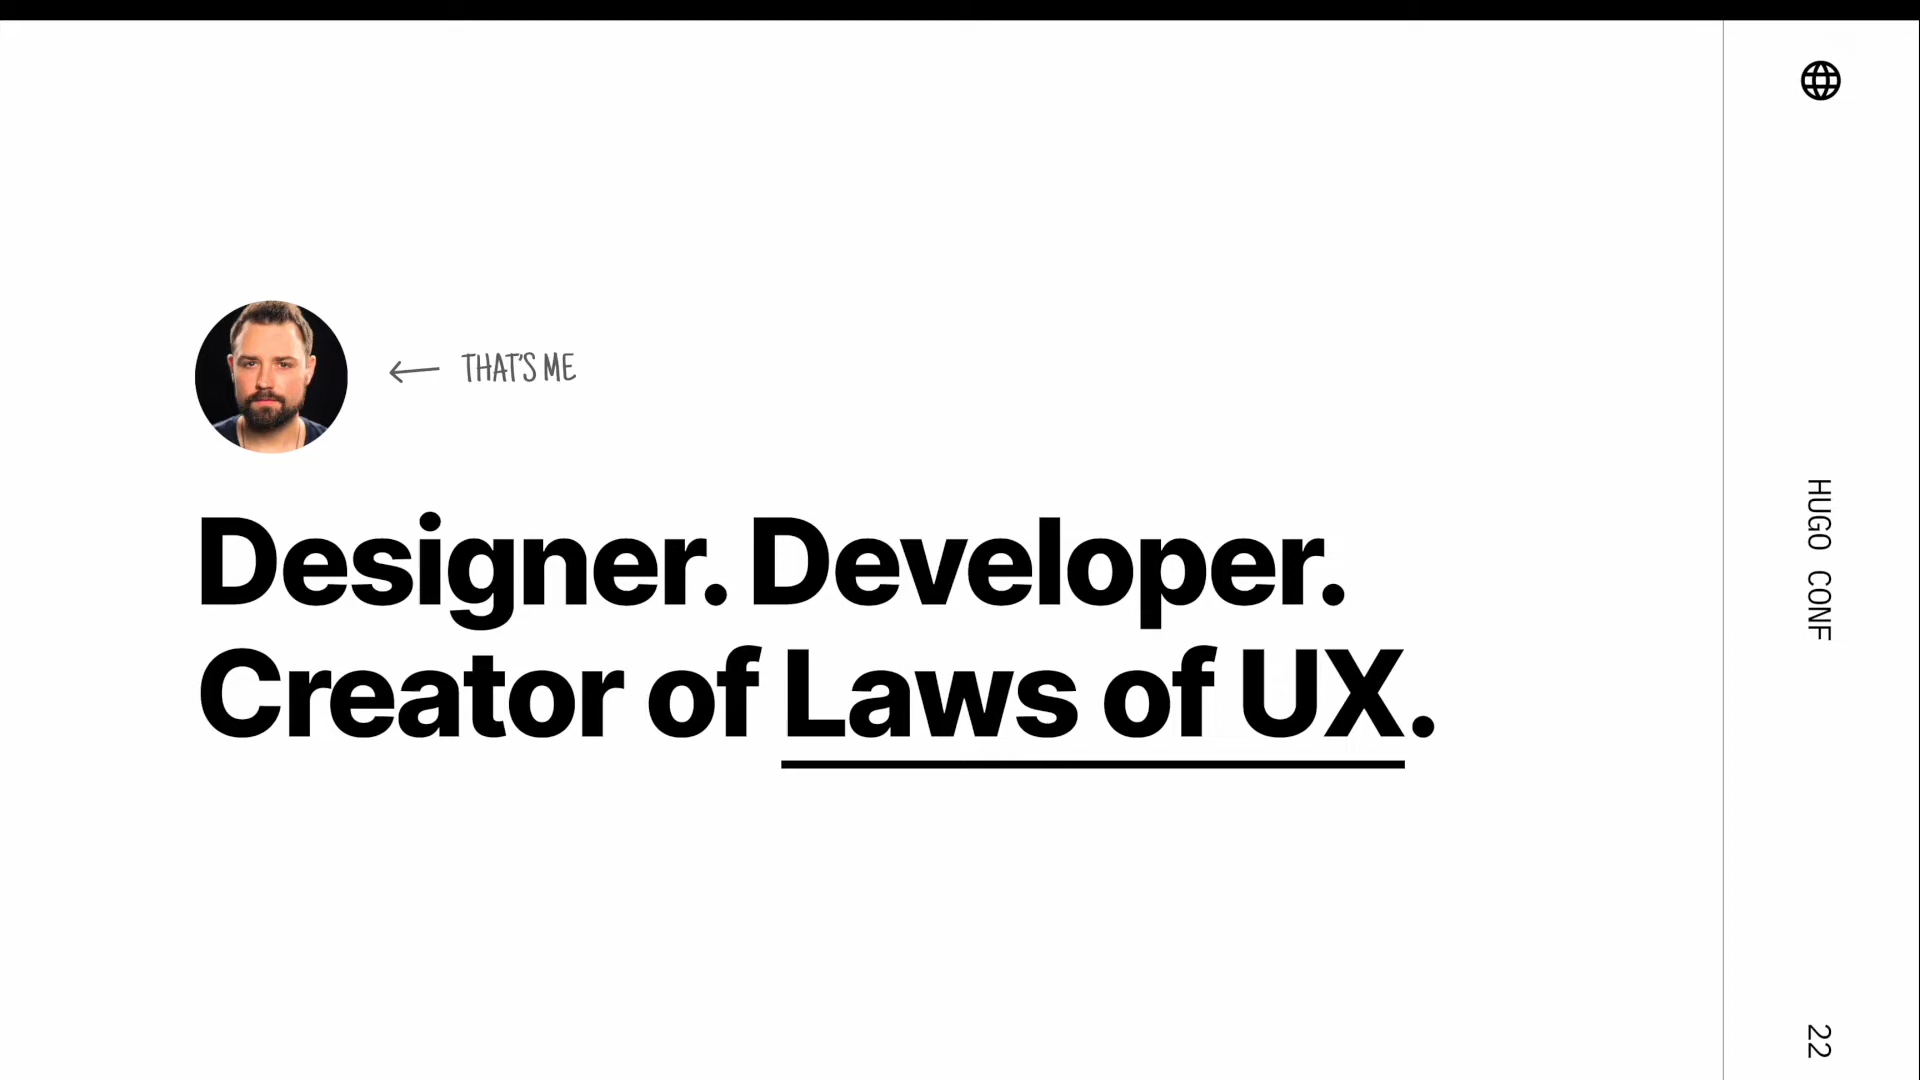 THAT'S ME
Designer. Developer.
Creator of Laws of UX.
HUGO CONF
22